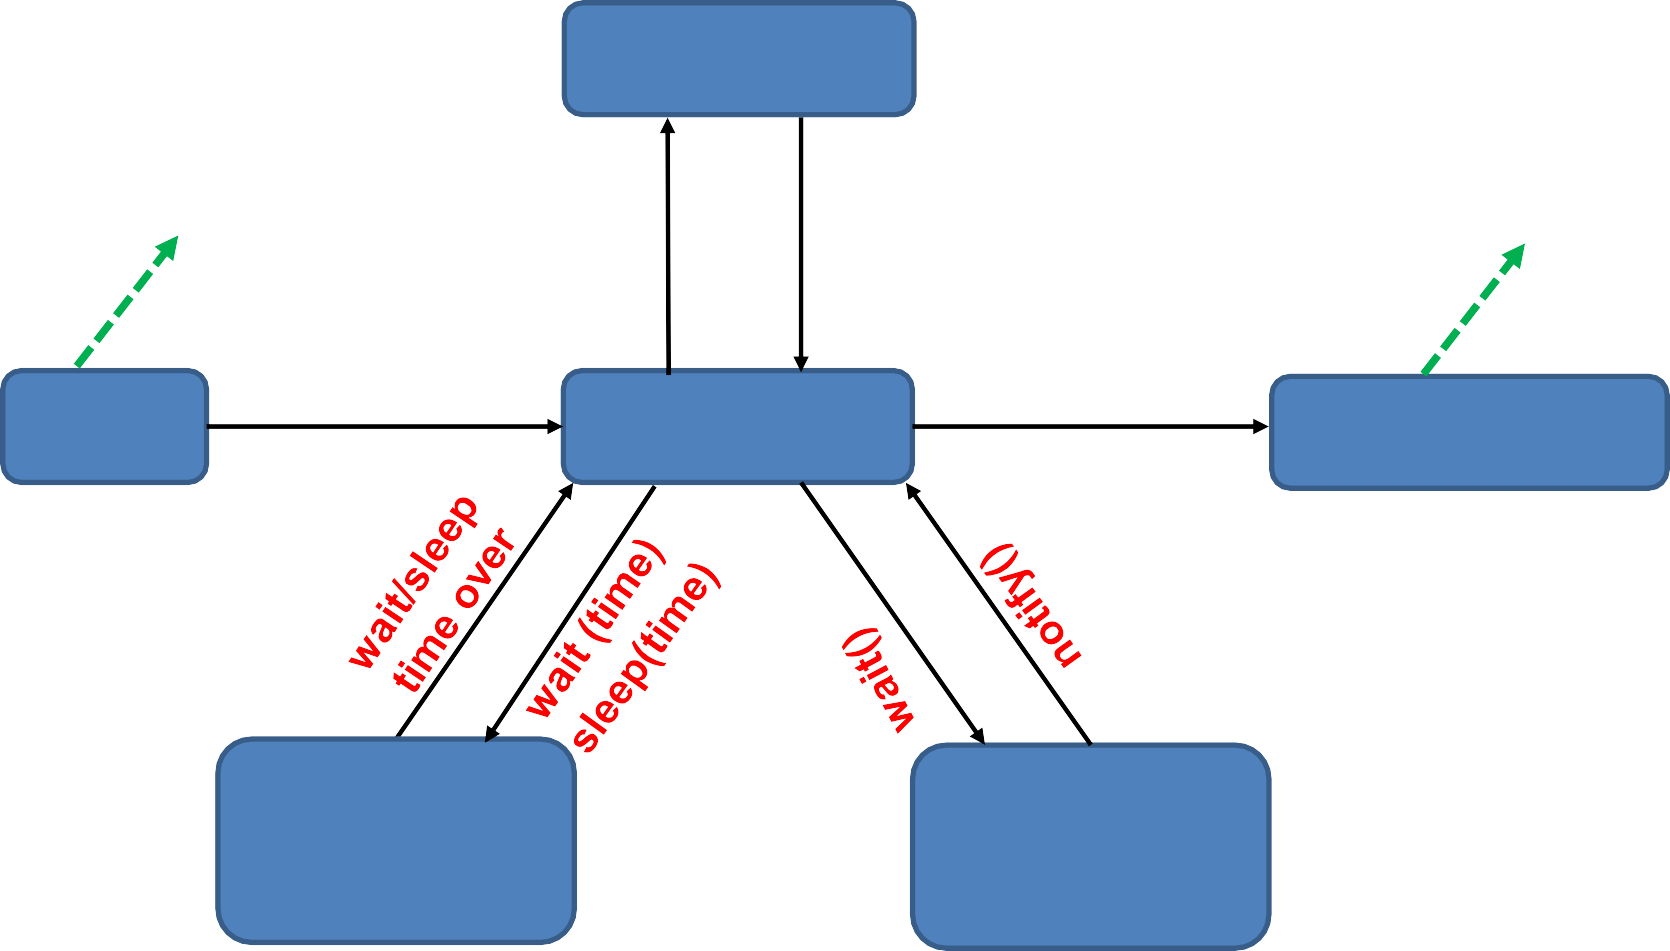 wait/sleep
time over
wait (time)
sleep(time)
wait()
notify()